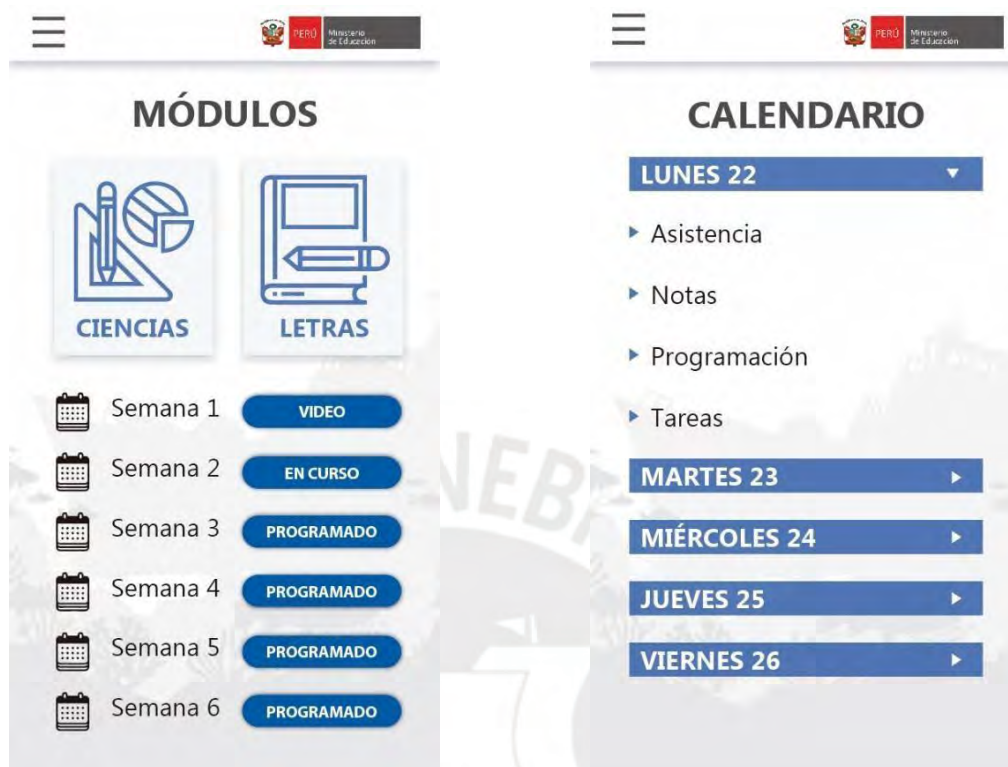 PERÚ
Ministerio
de Educación
MÓDULOS
CIENCIAS
LETRAS
Semana 1 VIDEO
Semana 2 EN CURSO
Semana 3 PROGRAMADO
Semana 4 PROGRAMADO
Semana 5 PROGRAMADO
Semana 6 PROGRAMADO
PERÚ
Ministerio
de Educación
CALENDARIO
LUNES 22
Asistencia
Notas
Programación
Tareas
MARTES 23
MIÉRCOLES 24
JUEVES 25
VIERNES 26